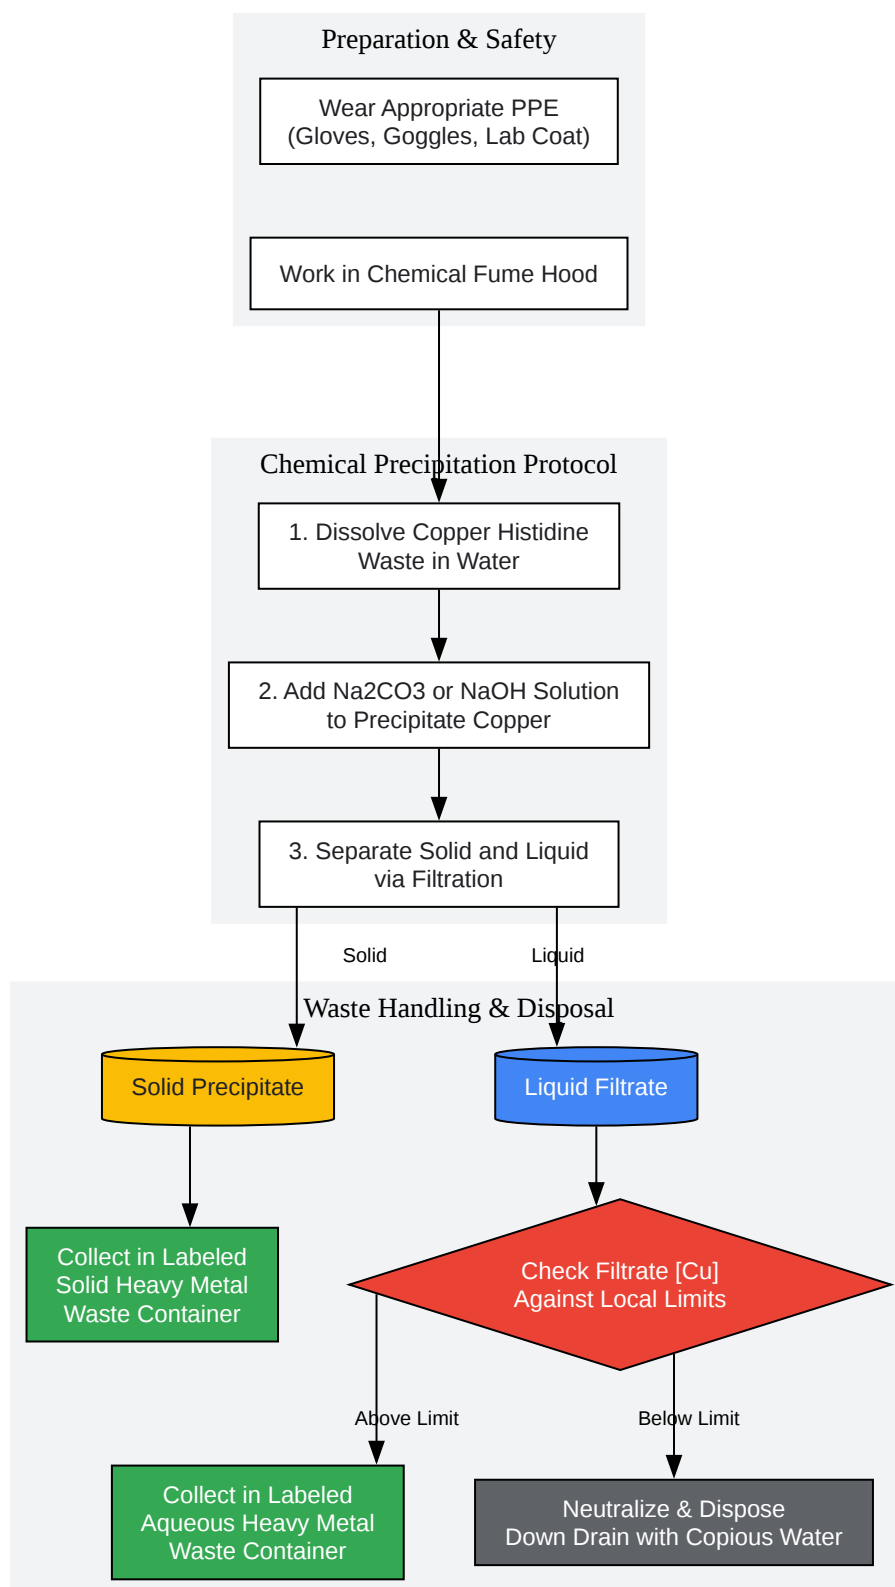 Preparation & Safety
Wear Appropriate PPE
(Gloves, Goggles, Lab Coat)
Work in Chemical Fume Hood
Chemical Precipitation Protocol
1. Dissolve Copper Histidine
Waste in Water
2. Add Na2CO3 or NaOH Solution
to Precipitate Copper
3. Separate Solid and Liquid
via Filtration
Solid
Liquid
Waste Handling & Disposal
Solid Precipitate
Liquid Filtrate
Collect in Labeled
Solid Heavy Metal
Waste Container
Check Filtrate [Cu]
Against Local Limits
Above Limit
Below Limit
Collect in Labeled
Aqueous Heavy Metal
Waste Container
Neutralize & Dispose
Down Drain with Copious Water